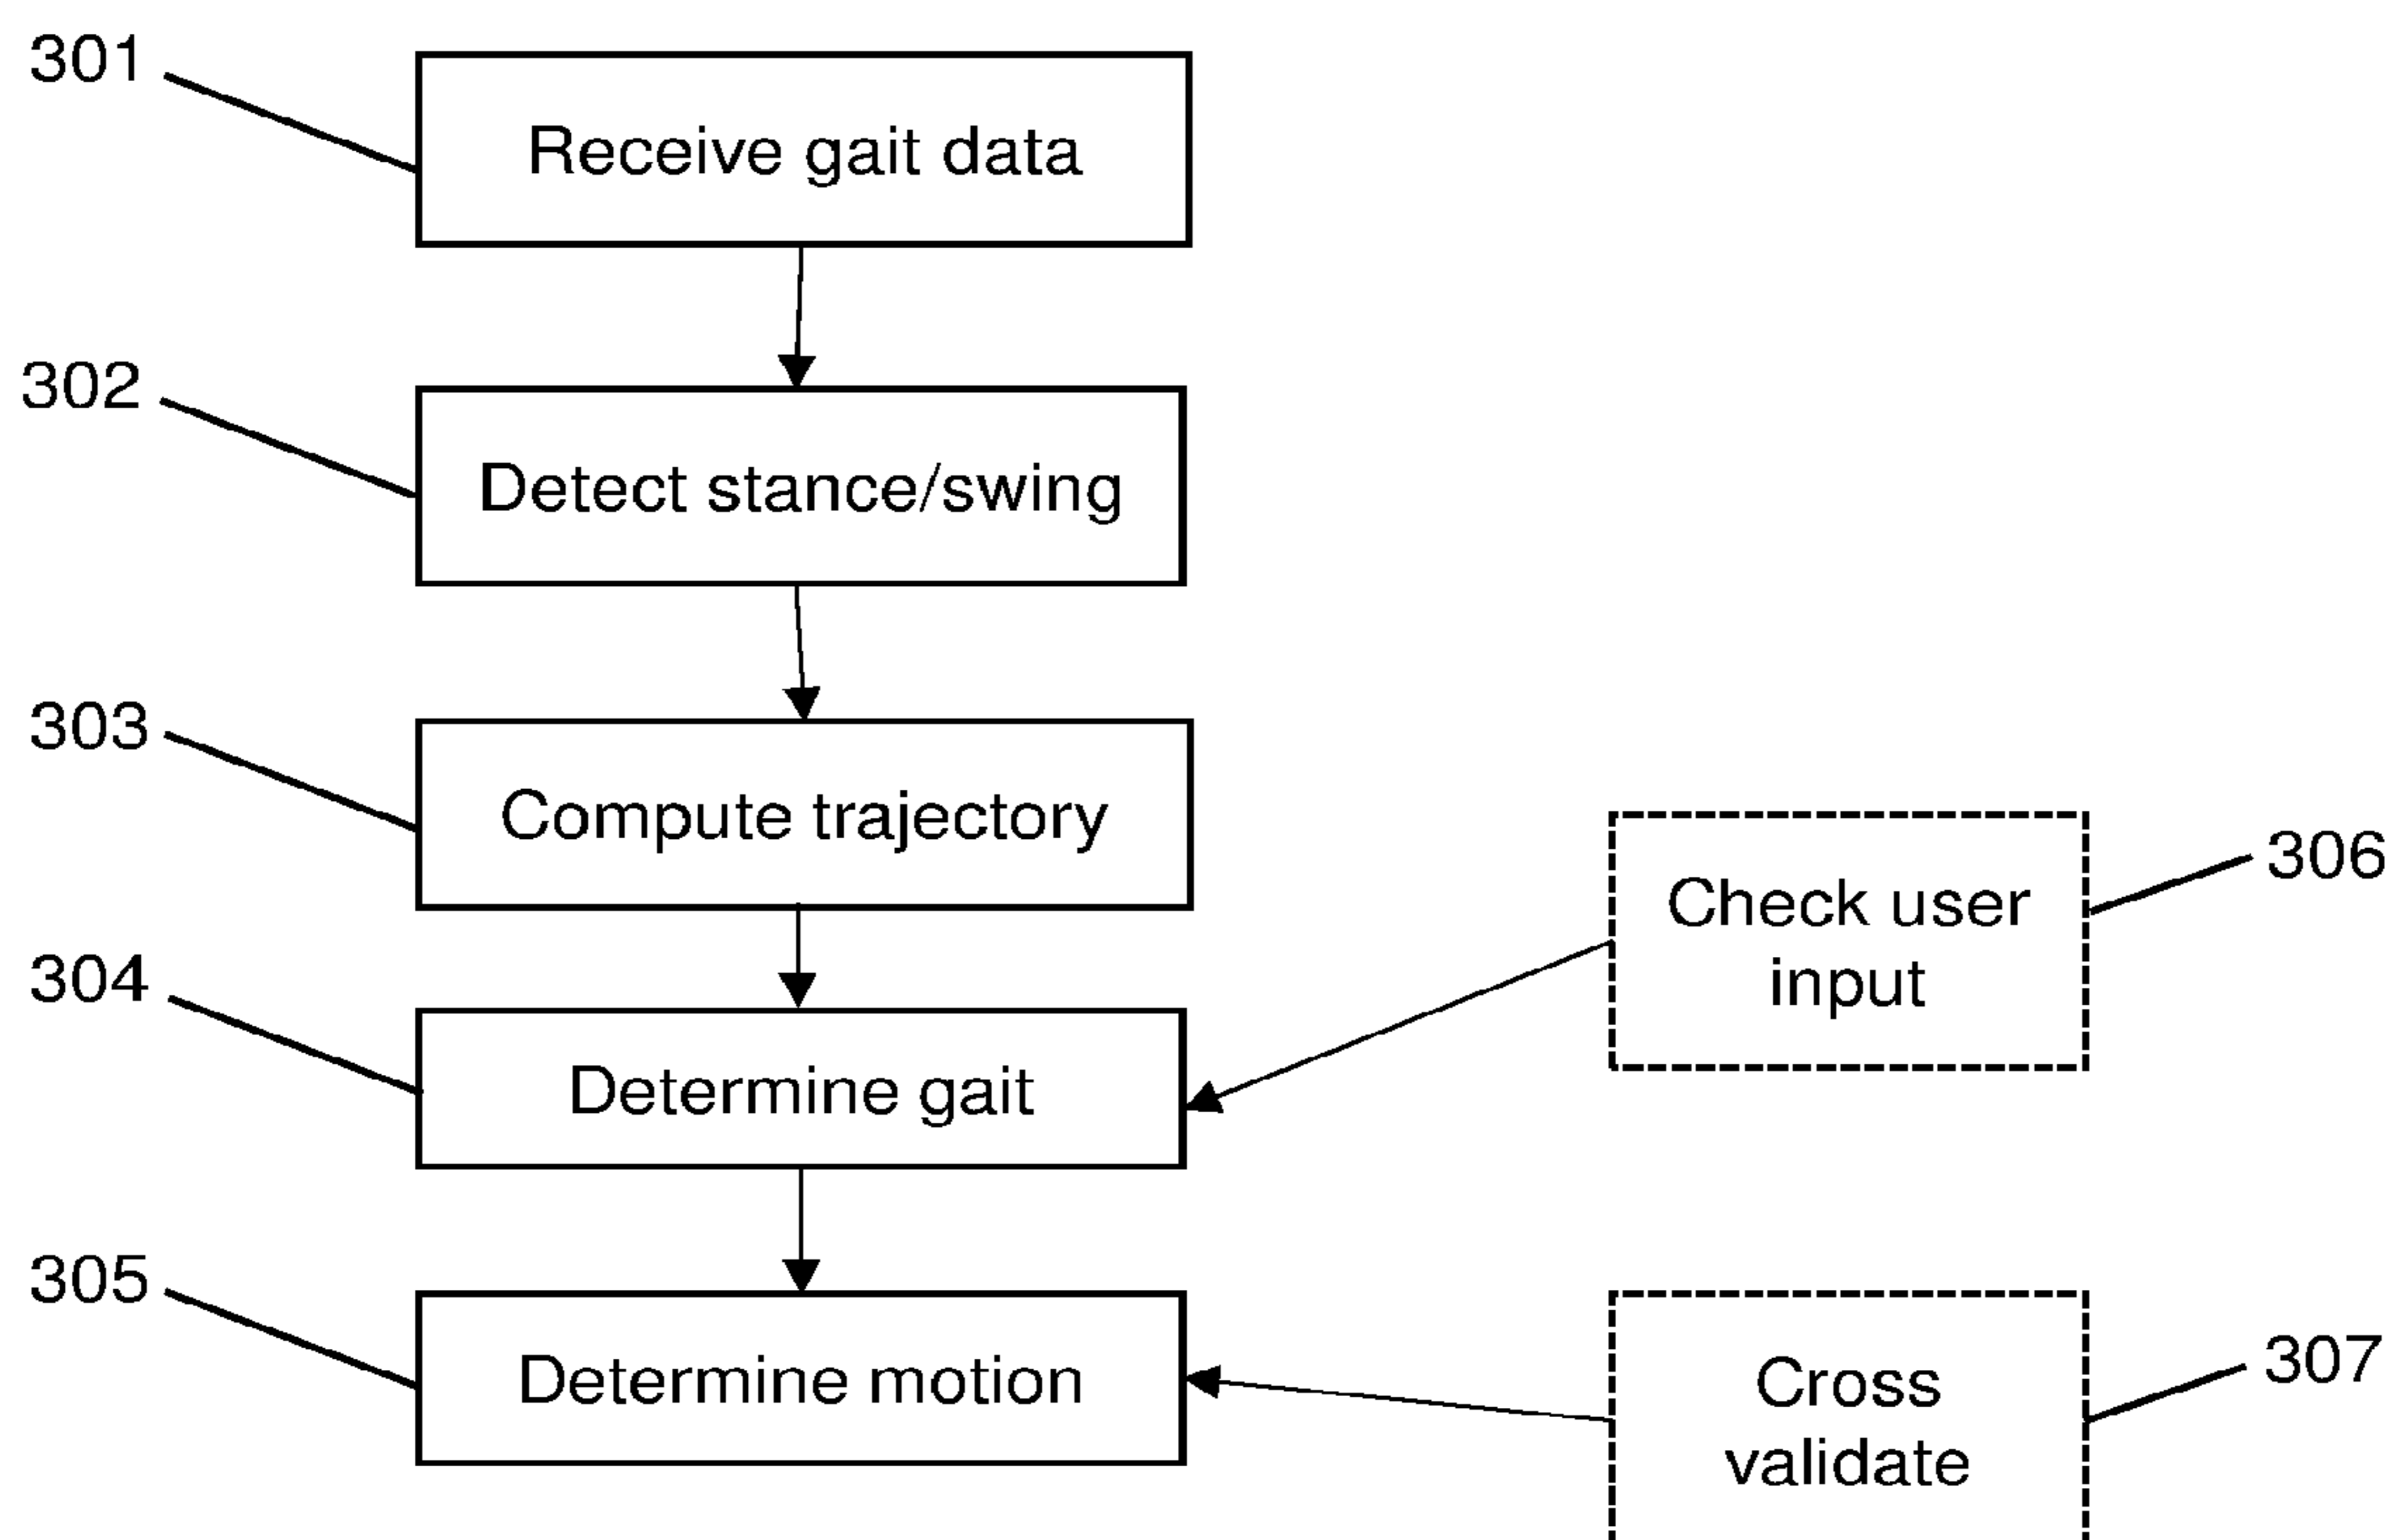 301
Receive gait data
302
Detect stance/swing
303
Compute trajectory
306
Check user
input
304
Determine gait
305
Determine motion
307
Cross
validate